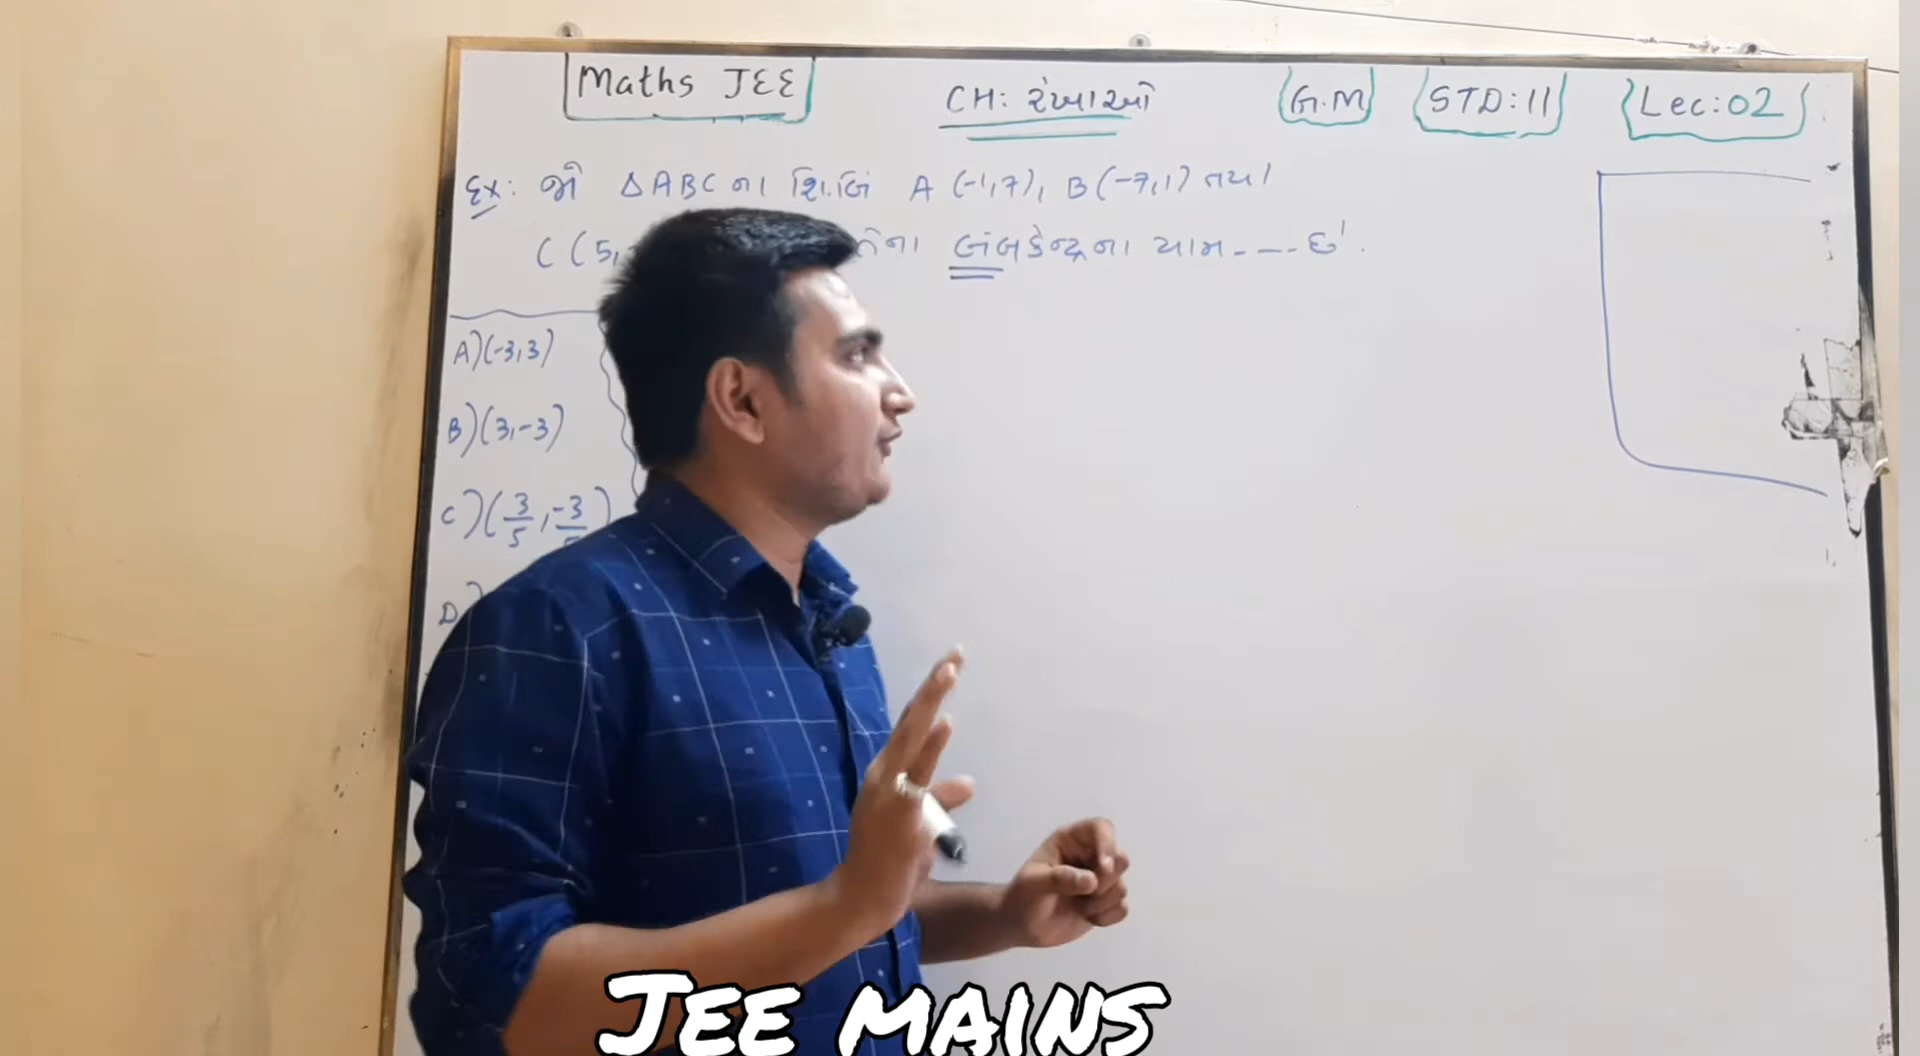 Maths JEE
CH: રેખાઓ
G.M
STD:11
Lec:02
Ex: જો ΔABC ના શિ.બિં A (-1,7), B(-7,1) તથા
C (5, લંબકેન્દ્રના યામ --- છે.
A)(-3,3)
B)(3,-3)
C)(3/5, -3/5)
D)
JEE MAINS